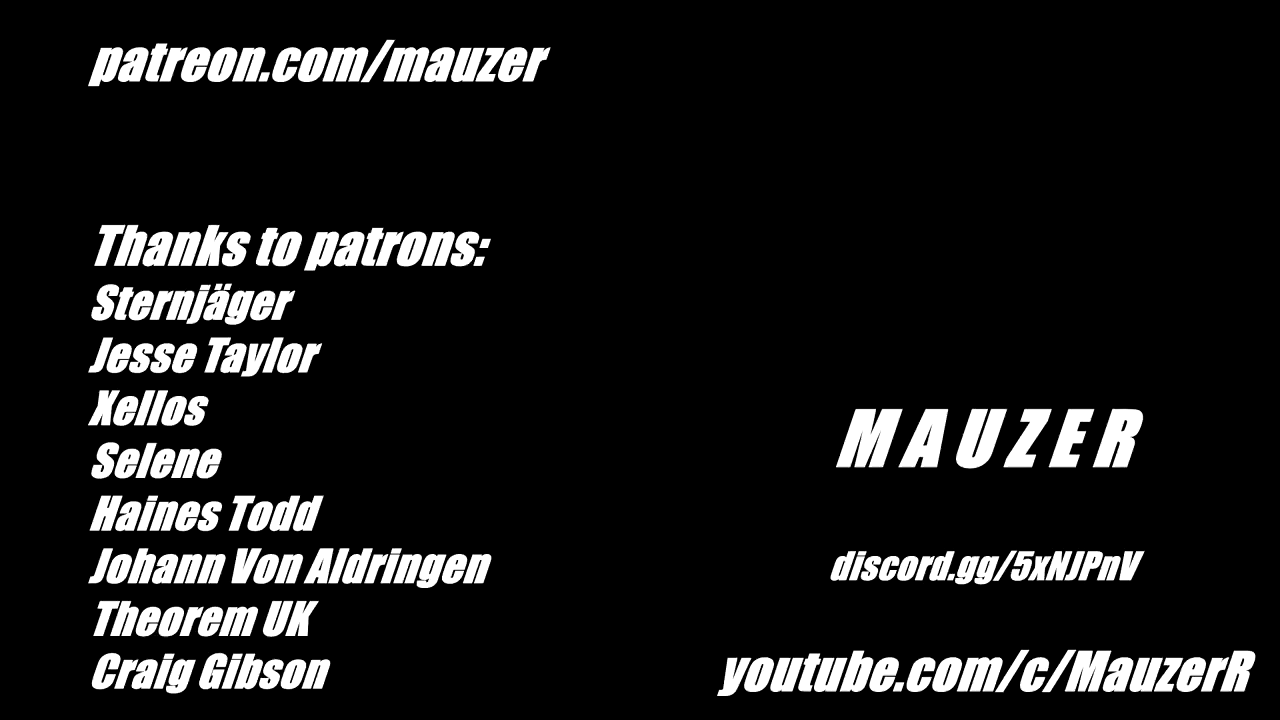 patreon.com/mauzer
Thanks to patrons:
Sternjäger
Jesse Taylor
Xellos
Selene
Haines Todd
Johann Von Aldringen
Theorem UK
Craig Gibson
MAUZER
discord.gg/5xNJPnV
youtube.com/c/MauzerR